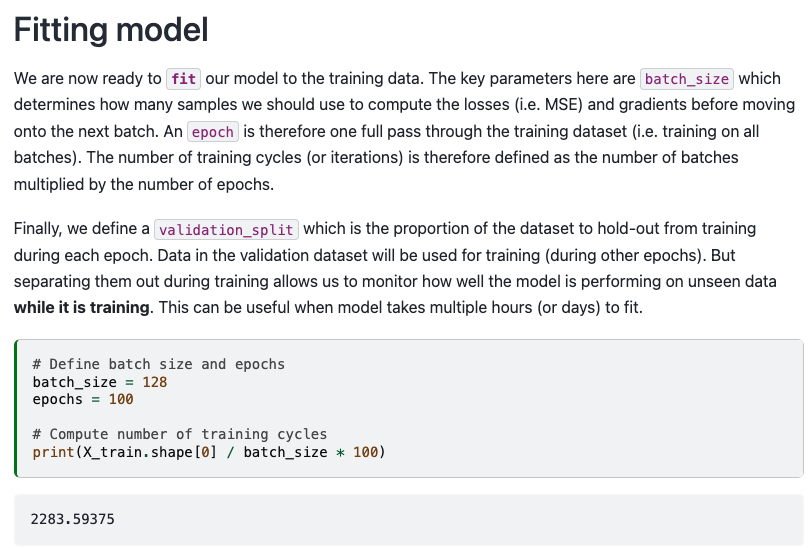 Fitting model
We are now ready to fit our model to the training data. The key parameters here are batch_size which
determines how many samples we should use to compute the losses (i.e. MSE) and gradients before moving
onto the next batch. An epoch is therefore one full pass through the training dataset (i.e. training on all
batches). The number of training cycles (or iterations) is therefore defined as the number of batches
multiplied by the number of epochs.
Finally, we define a validation_split which is the proportion of the dataset to hold-out from training
during each epoch. Data in the validation dataset will be used for training (during other epochs). But
separating them out during training allows us to monitor how well the model is performing on unseen data
while it is training. This can be useful when model takes multiple hours (or days) to fit.
# Define batch size and epochs
batch_size = 128
epochs = 100
# Compute number of training cycles
print(X_train.shape[0] / batch_size * 100)
2283.59375